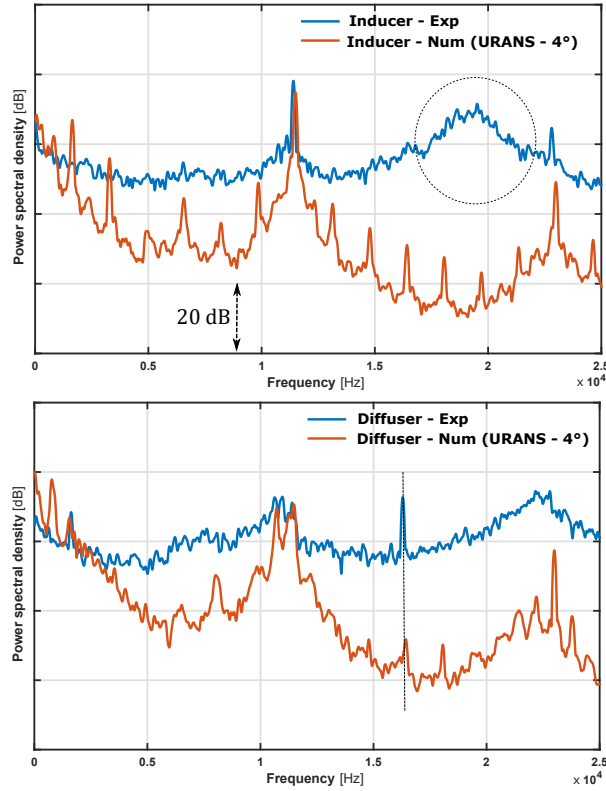 Inducer - Exp
Inducer - Num (URANS - 4°)
Power spectral density [dB]
20 dB
0 0.5 1 1.5 2 2.5
Frequency [Hz]
× 10⁴
Diffuser - Exp
Diffuser - Num (URANS - 4°)
Power spectral density [dB]
0 0.5 1 1.5 2 2.5
Frequency [Hz]
× 10⁴